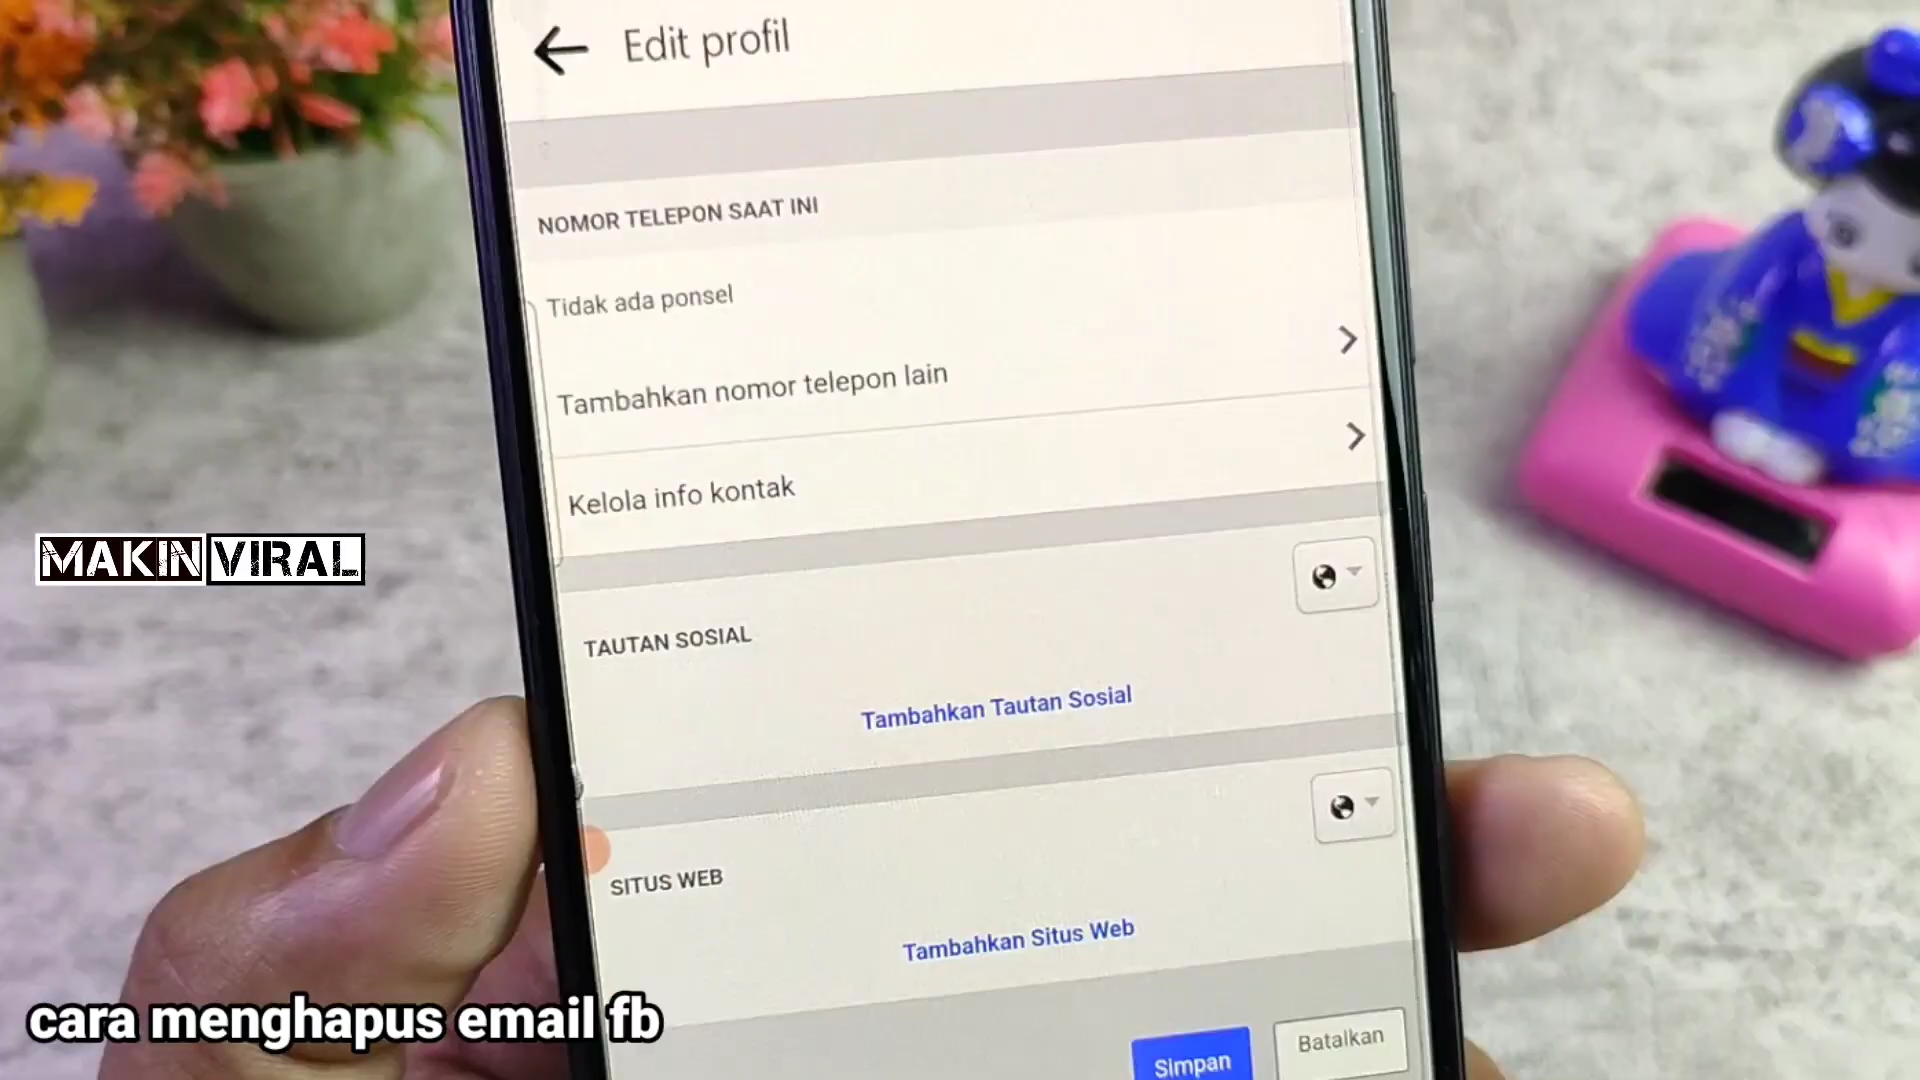 Edit profil
NOMOR TELEPON SAAT INI
Tidak ada ponsel
Tambahkan nomor telepon lain
Kelola info kontak
TAUTAN SOSIAL
Tambahkan Tautan Sosial
SITUS WEB
Tambahkan Situs Web
Simpan
Batalkan
MAKIN VIRAL
cara menghapus email fb